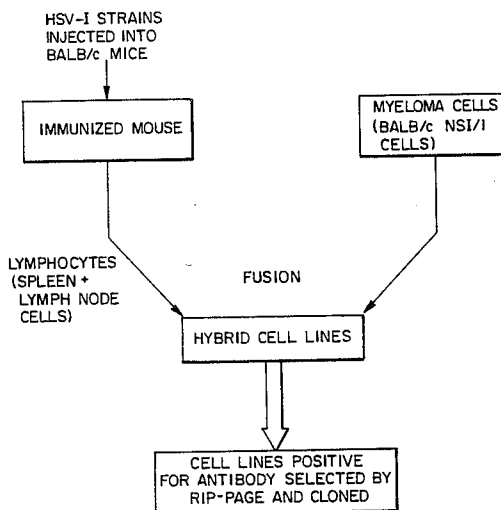 HSV-I STRAINS
INJECTED INTO
BALB/c MICE
IMMUNIZED MOUSE
MYELOMA CELLS
(BALB/c NSI/I
CELLS)
LYMPHOCYTES
(SPLEEN +
LYMPH NODE
CELLS)
FUSION
HYBRID CELL LINES
CELL LINES POSITIVE
FOR ANTIBODY SELECTED BY
RIP-PAGE AND CLONED